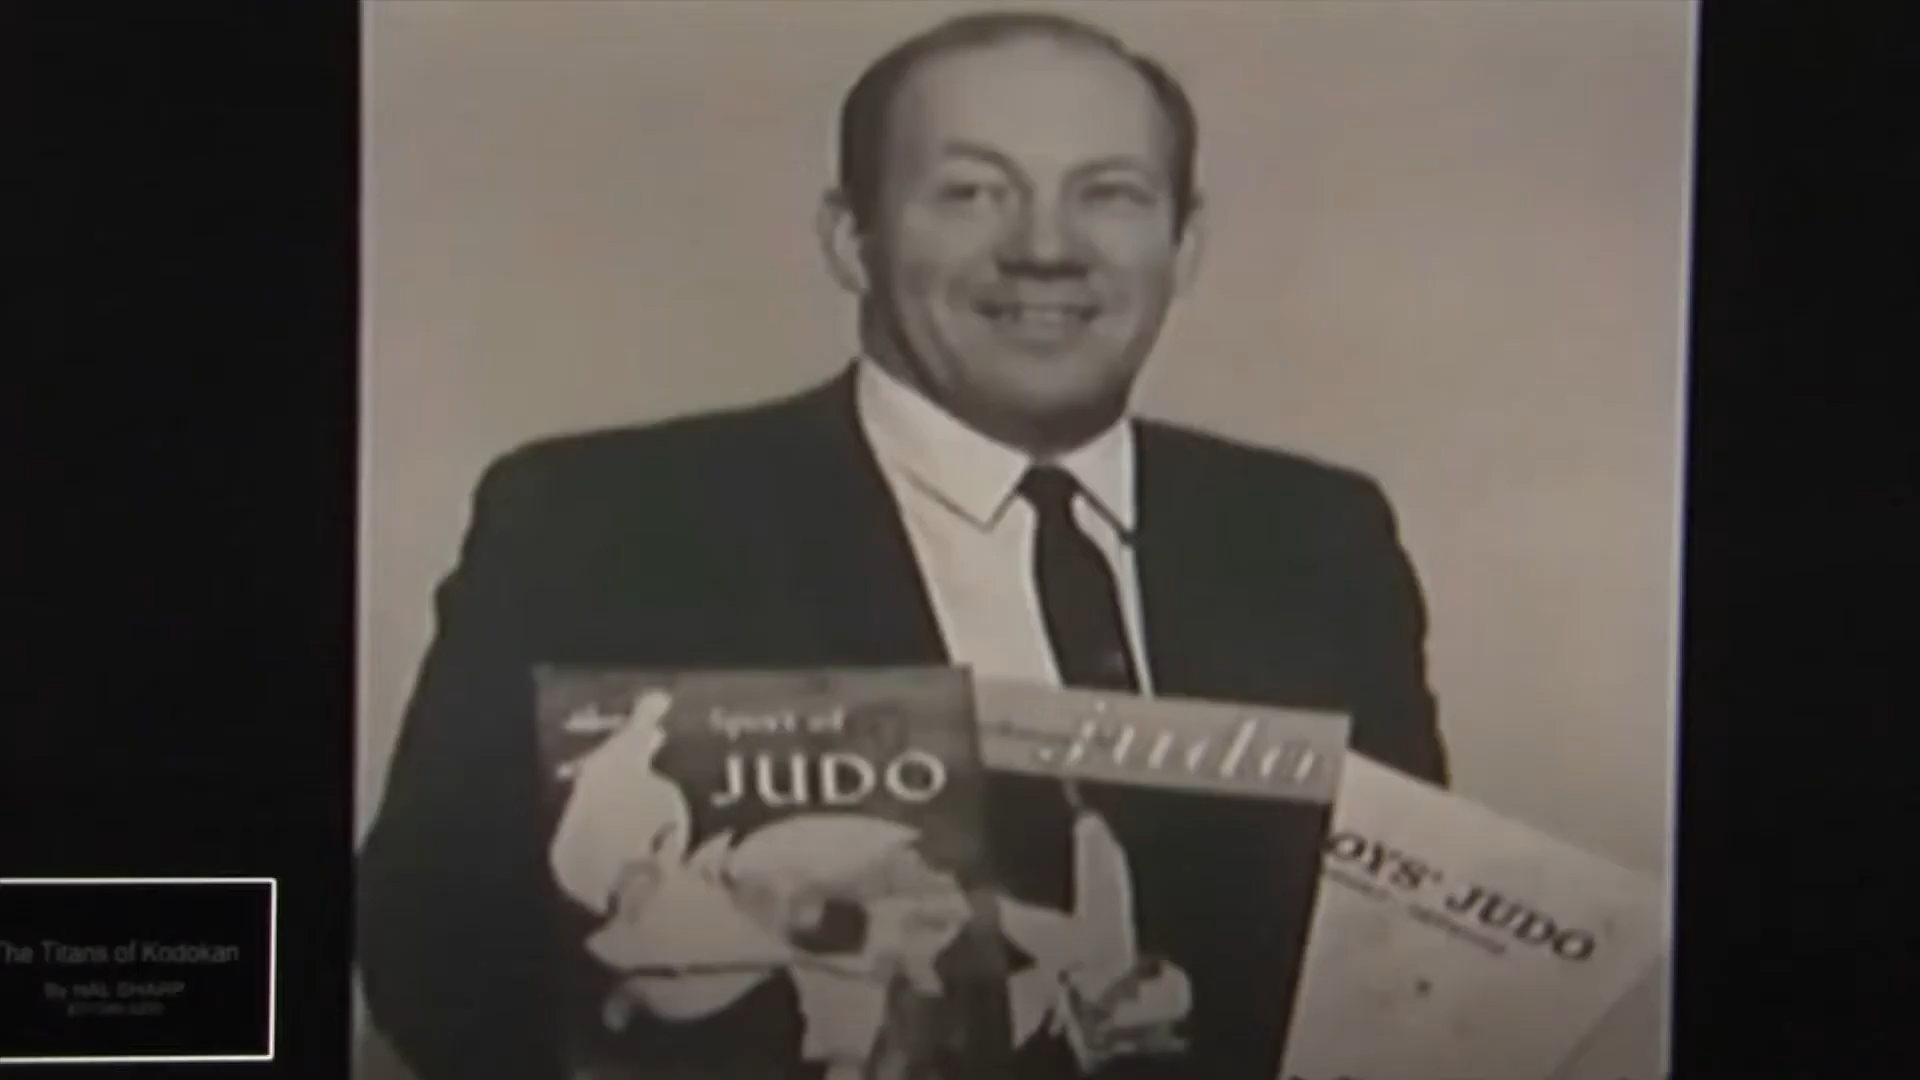 Sport of
JUDO
judo
OYS' JUDO
The Titans of Kodokan
By HAL SHARP